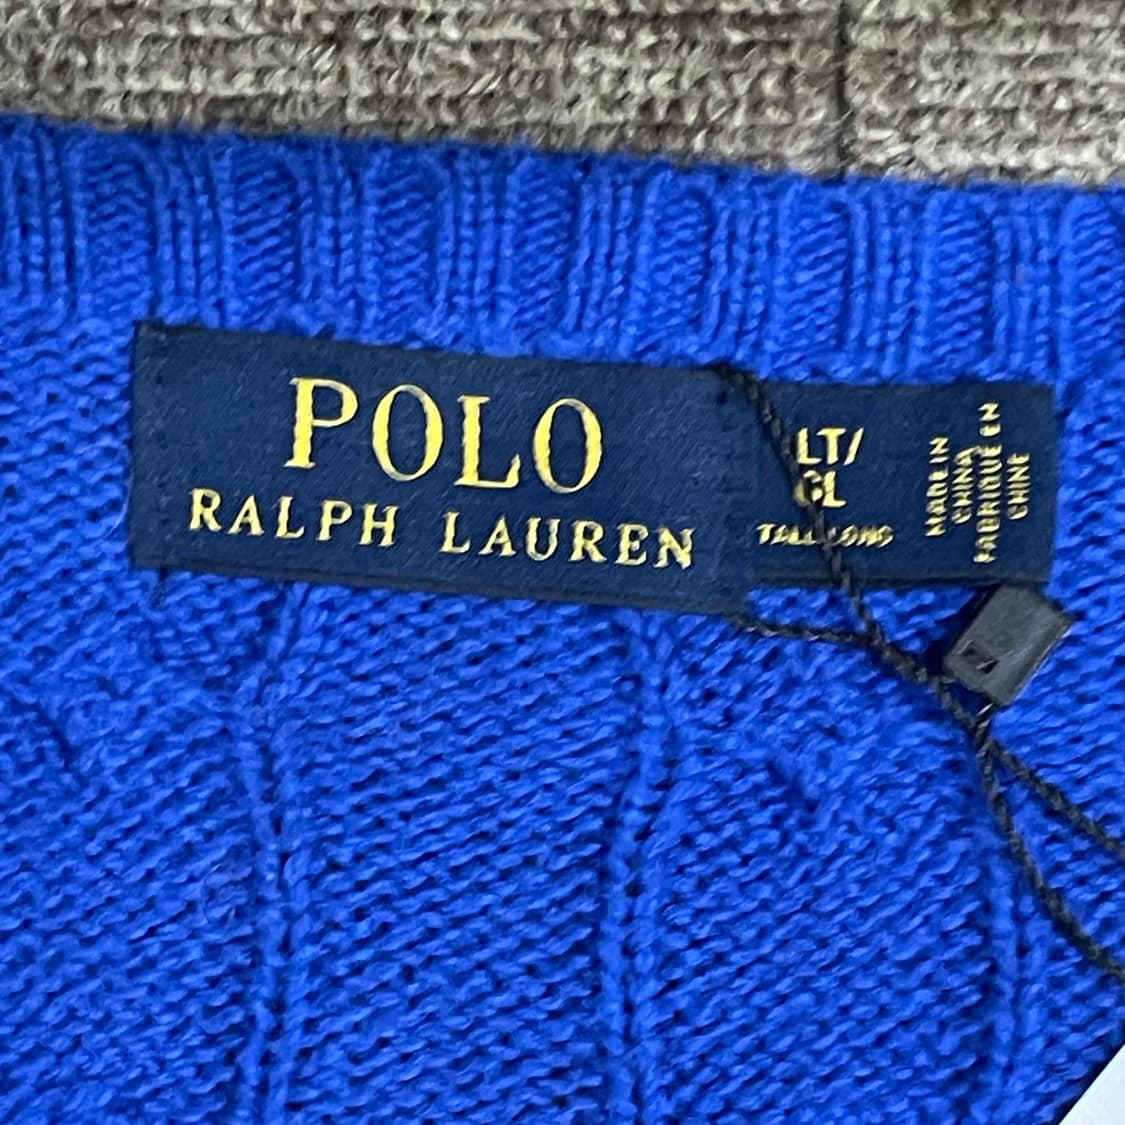 POLO
RALPH LAUREN
LT/
GL
TALL LONG
MADE IN
CHINA
FABRIQUÉ EN
CHINE